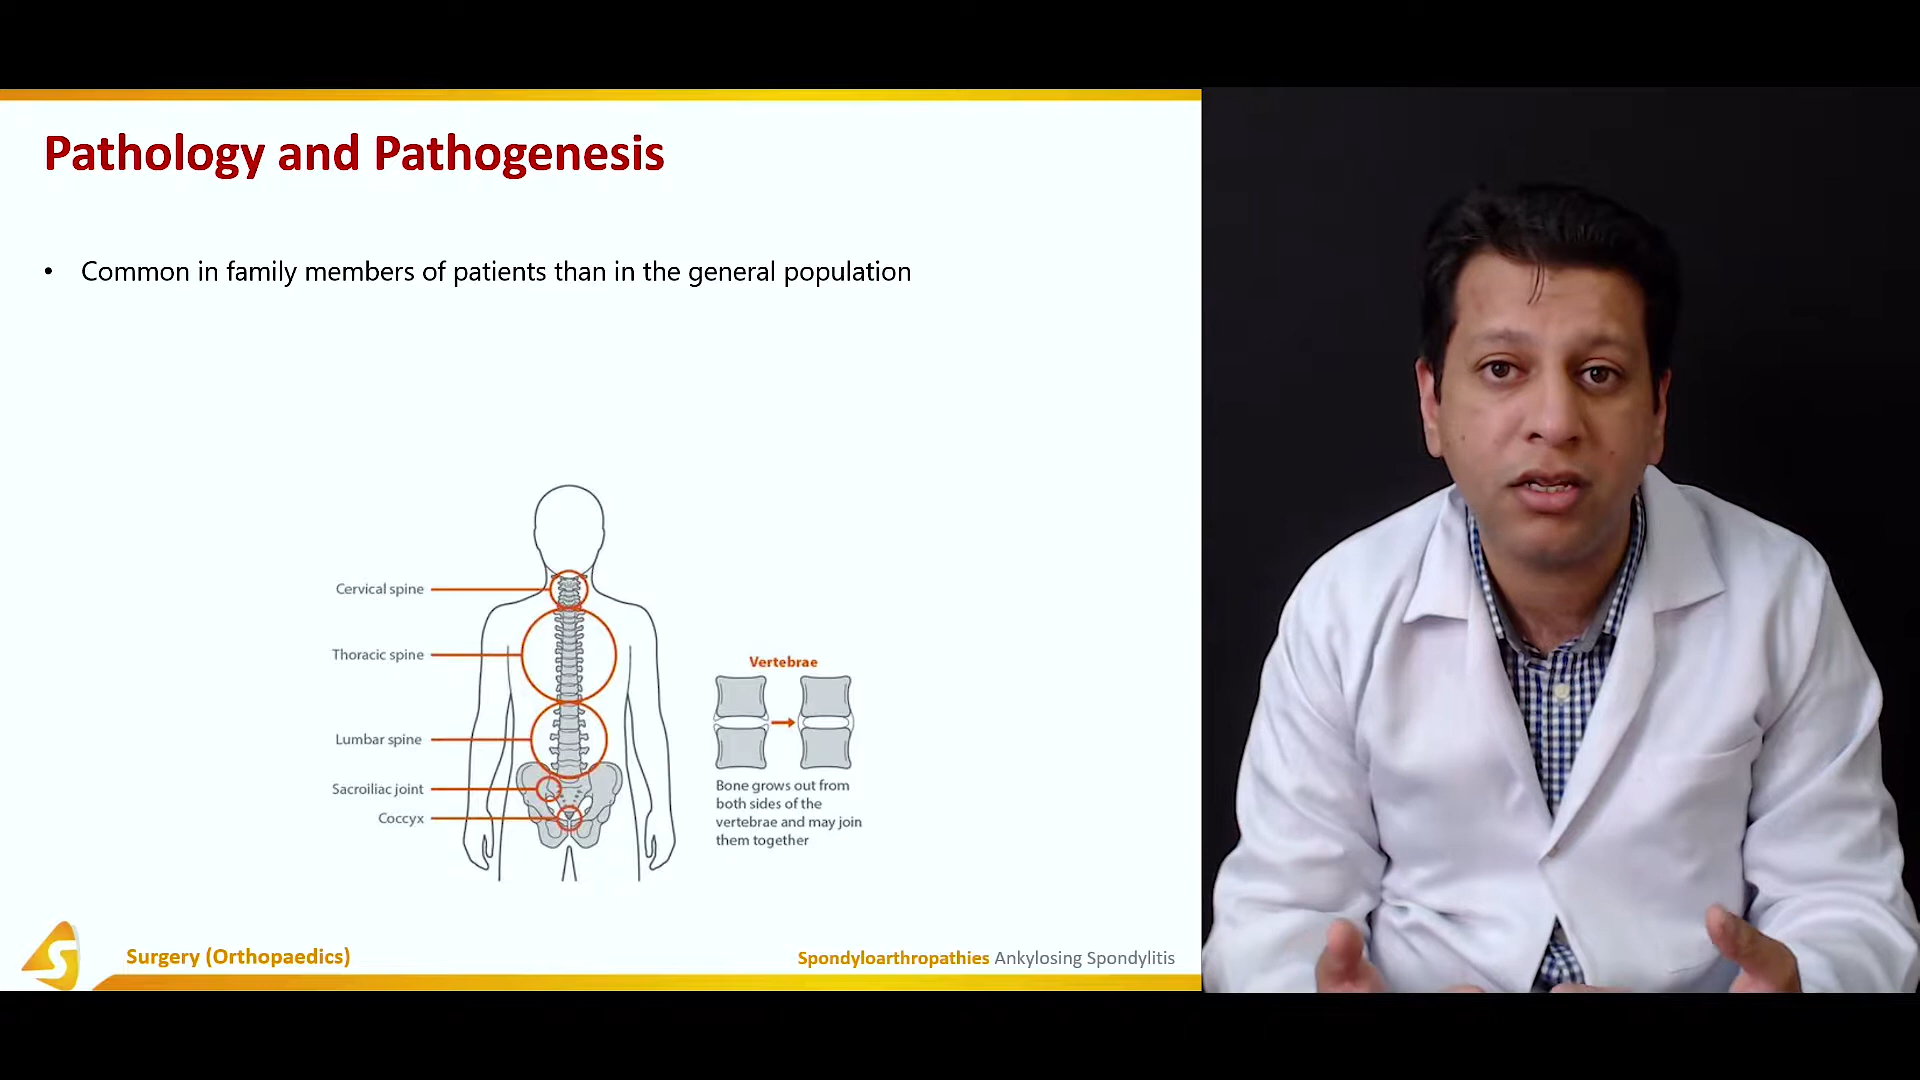 Pathology and Pathogenesis
• Common in family members of patients than in the general population
Cervical spine
Thoracic spine
Lumbar spine
Sacroiliac joint
Coccyx
Vertebrae
Bone grows out from
both sides of the
vertebrae and may join
them together
S
Surgery (Orthopaedics)
Spondyloarthropathies Ankylosing Spondylitis